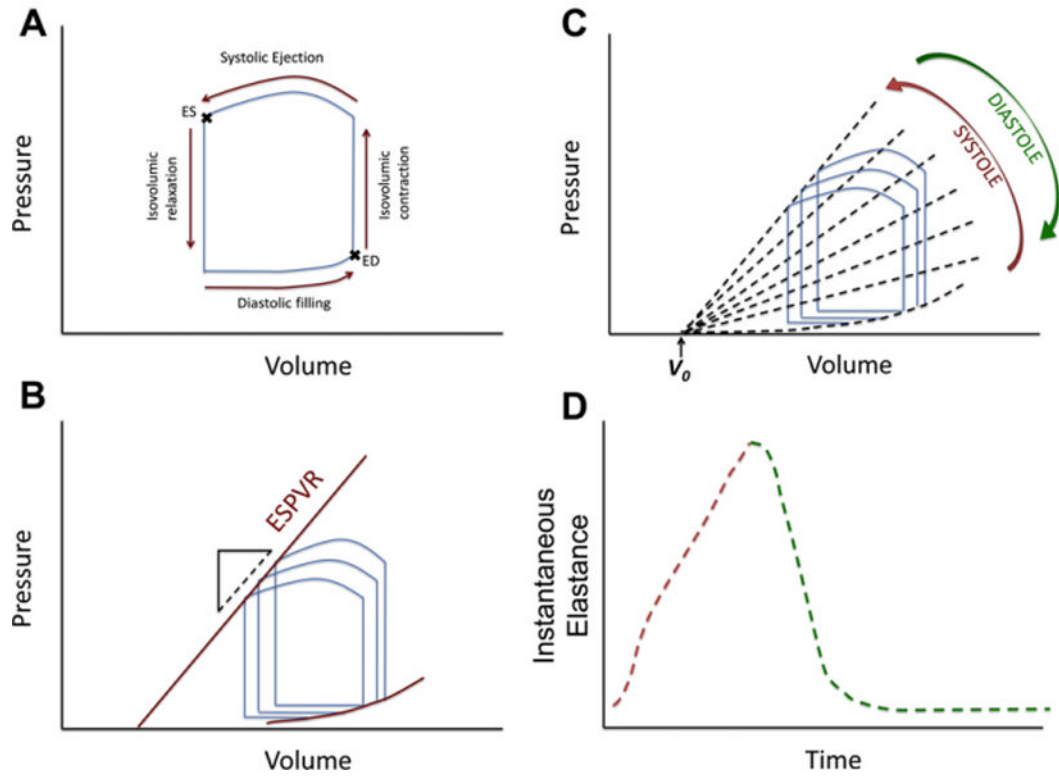 A
Systolic Ejection
ES
Isovolumic
relaxation
Isovolumic
contraction
ED
Diastolic filling
Pressure
Volume
B
ESPVR
Pressure
Volume
C
DIASTOLE
SYSTOLE
Pressure
V0
Volume
D
Instantaneous
Elastance
Time